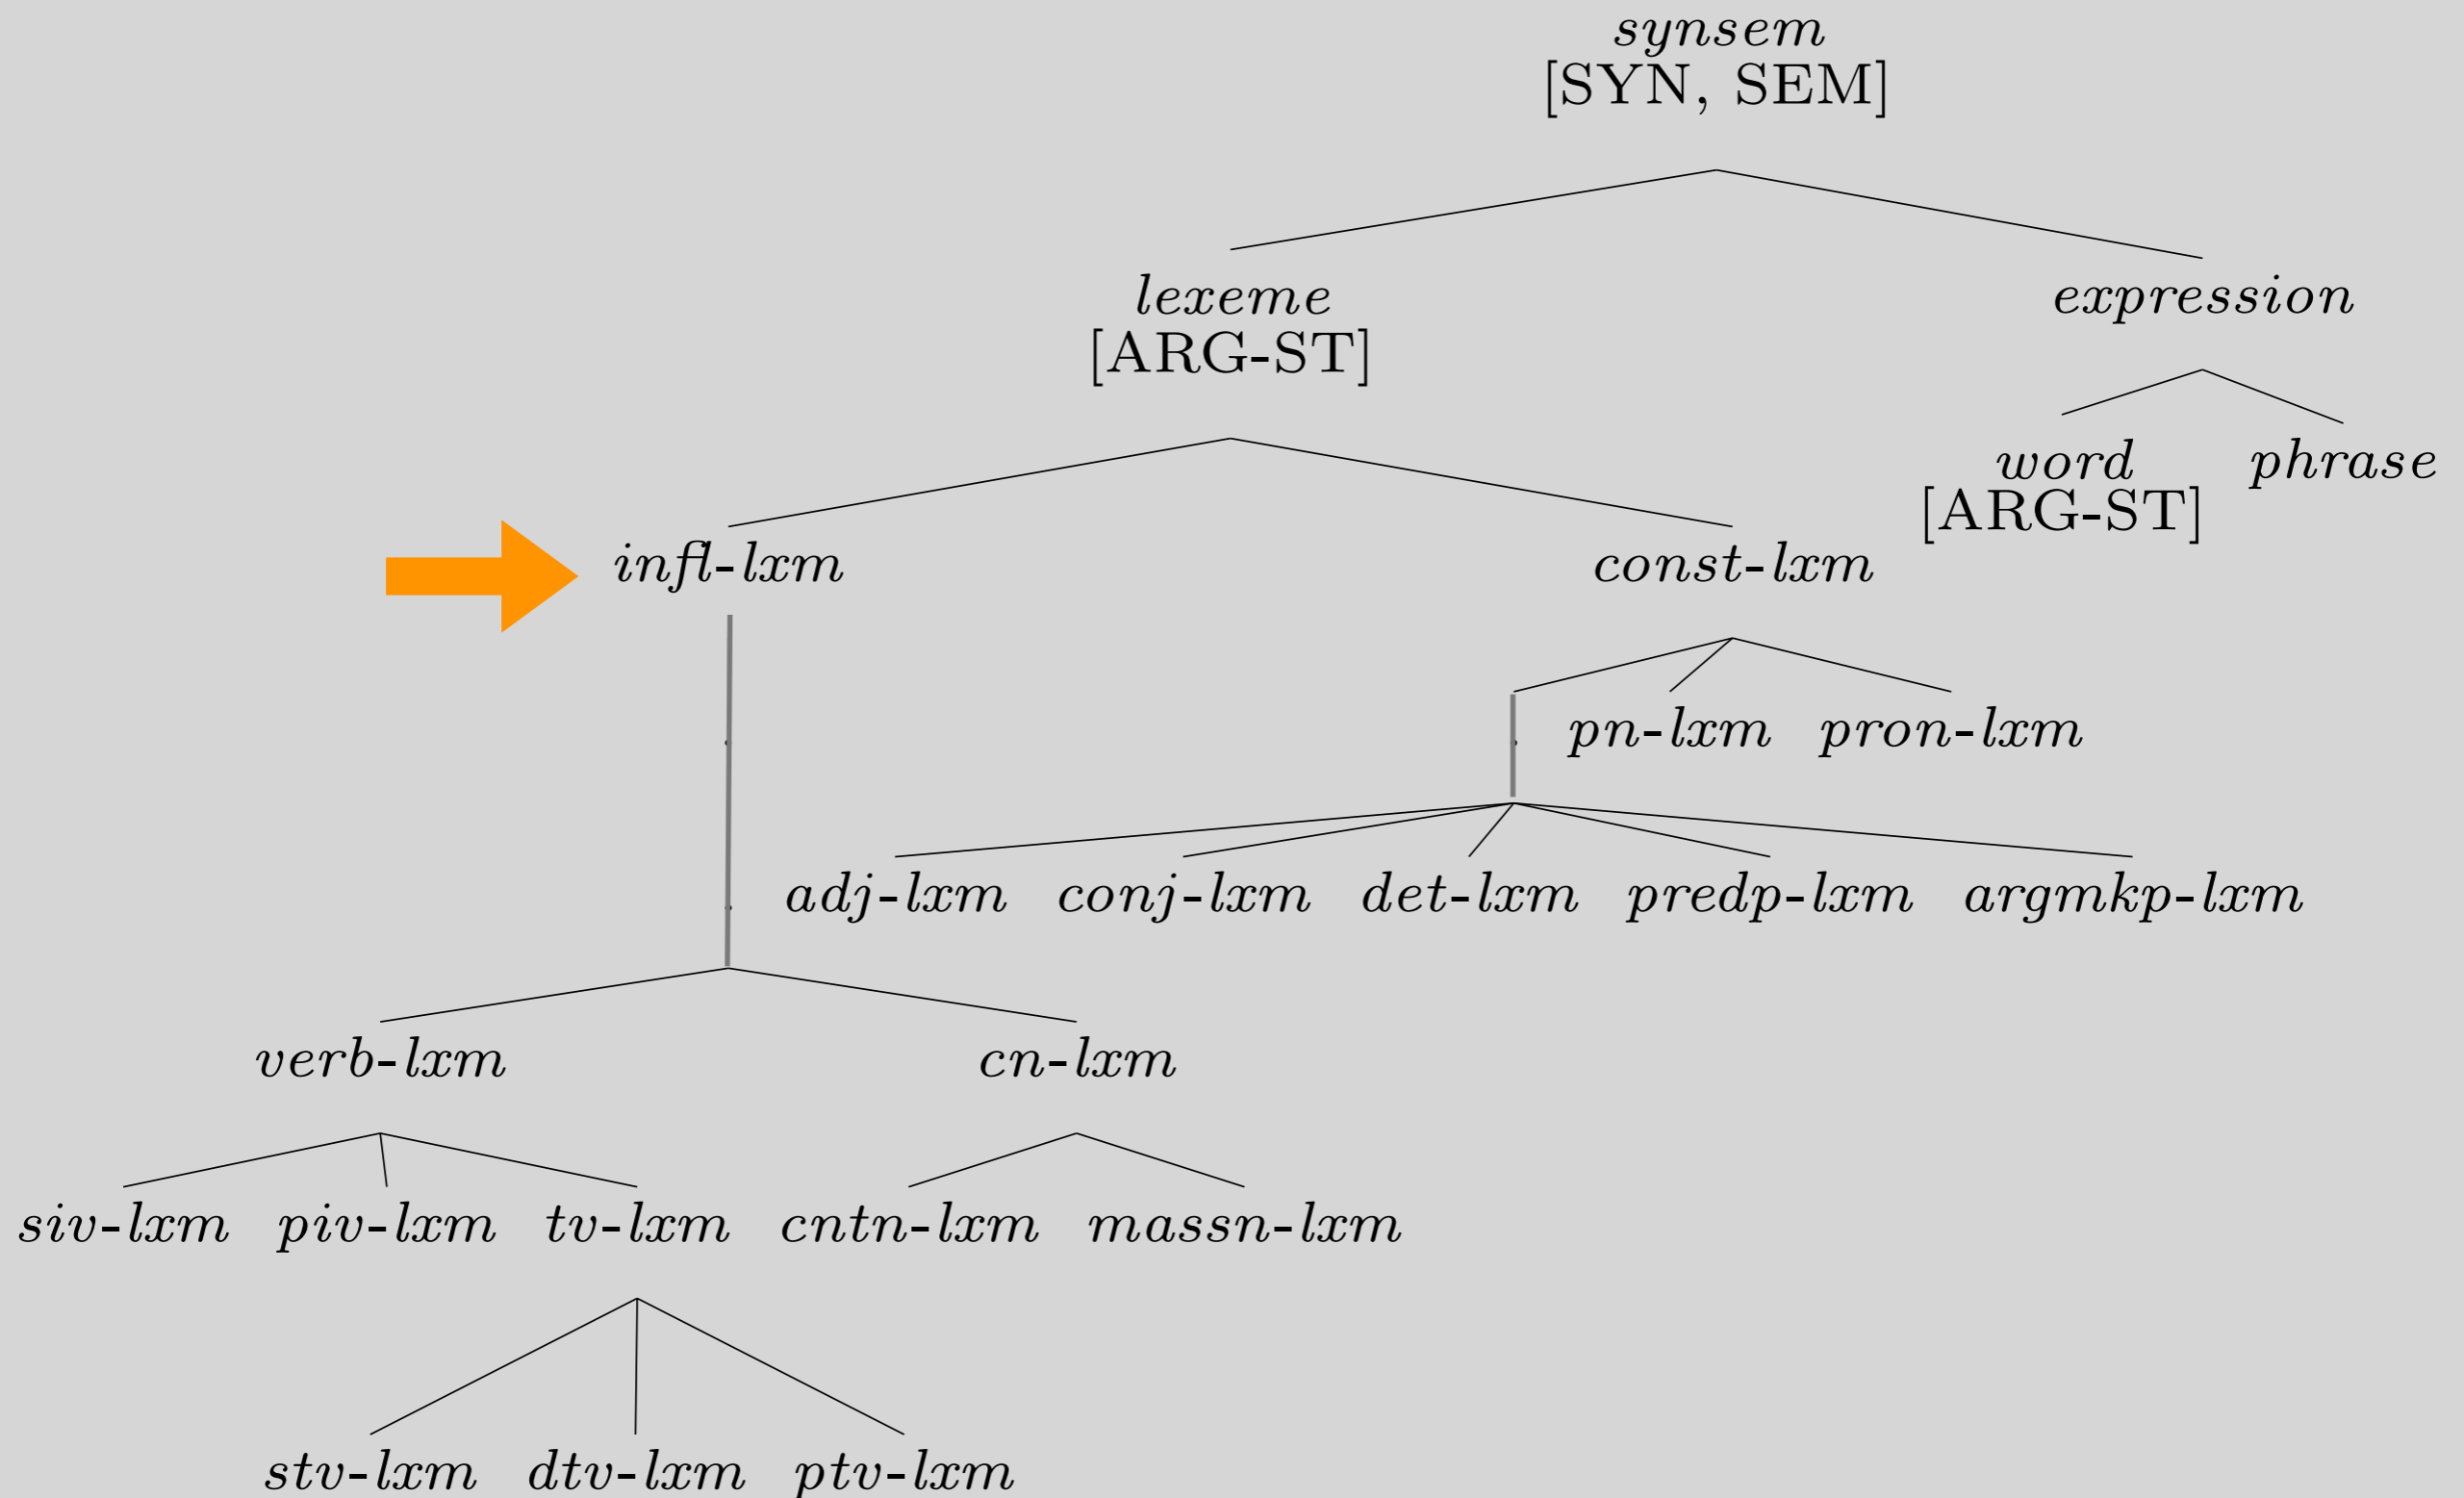 synsem
[SYN, SEM]
lexeme
[ARG-ST]
expression
word
[ARG-ST]
phrase
infl-lxm
const-lxm
pn-lxm pron-lxm
adj-lxm conj-lxm det-lxm predp-lxm argmkp-lxm
verb-lxm cn-lxm
siv-lxm piv-lxm tv-lxm cntn-lxm massn-lxm
stv-lxm dtv-lxm ptv-lxm